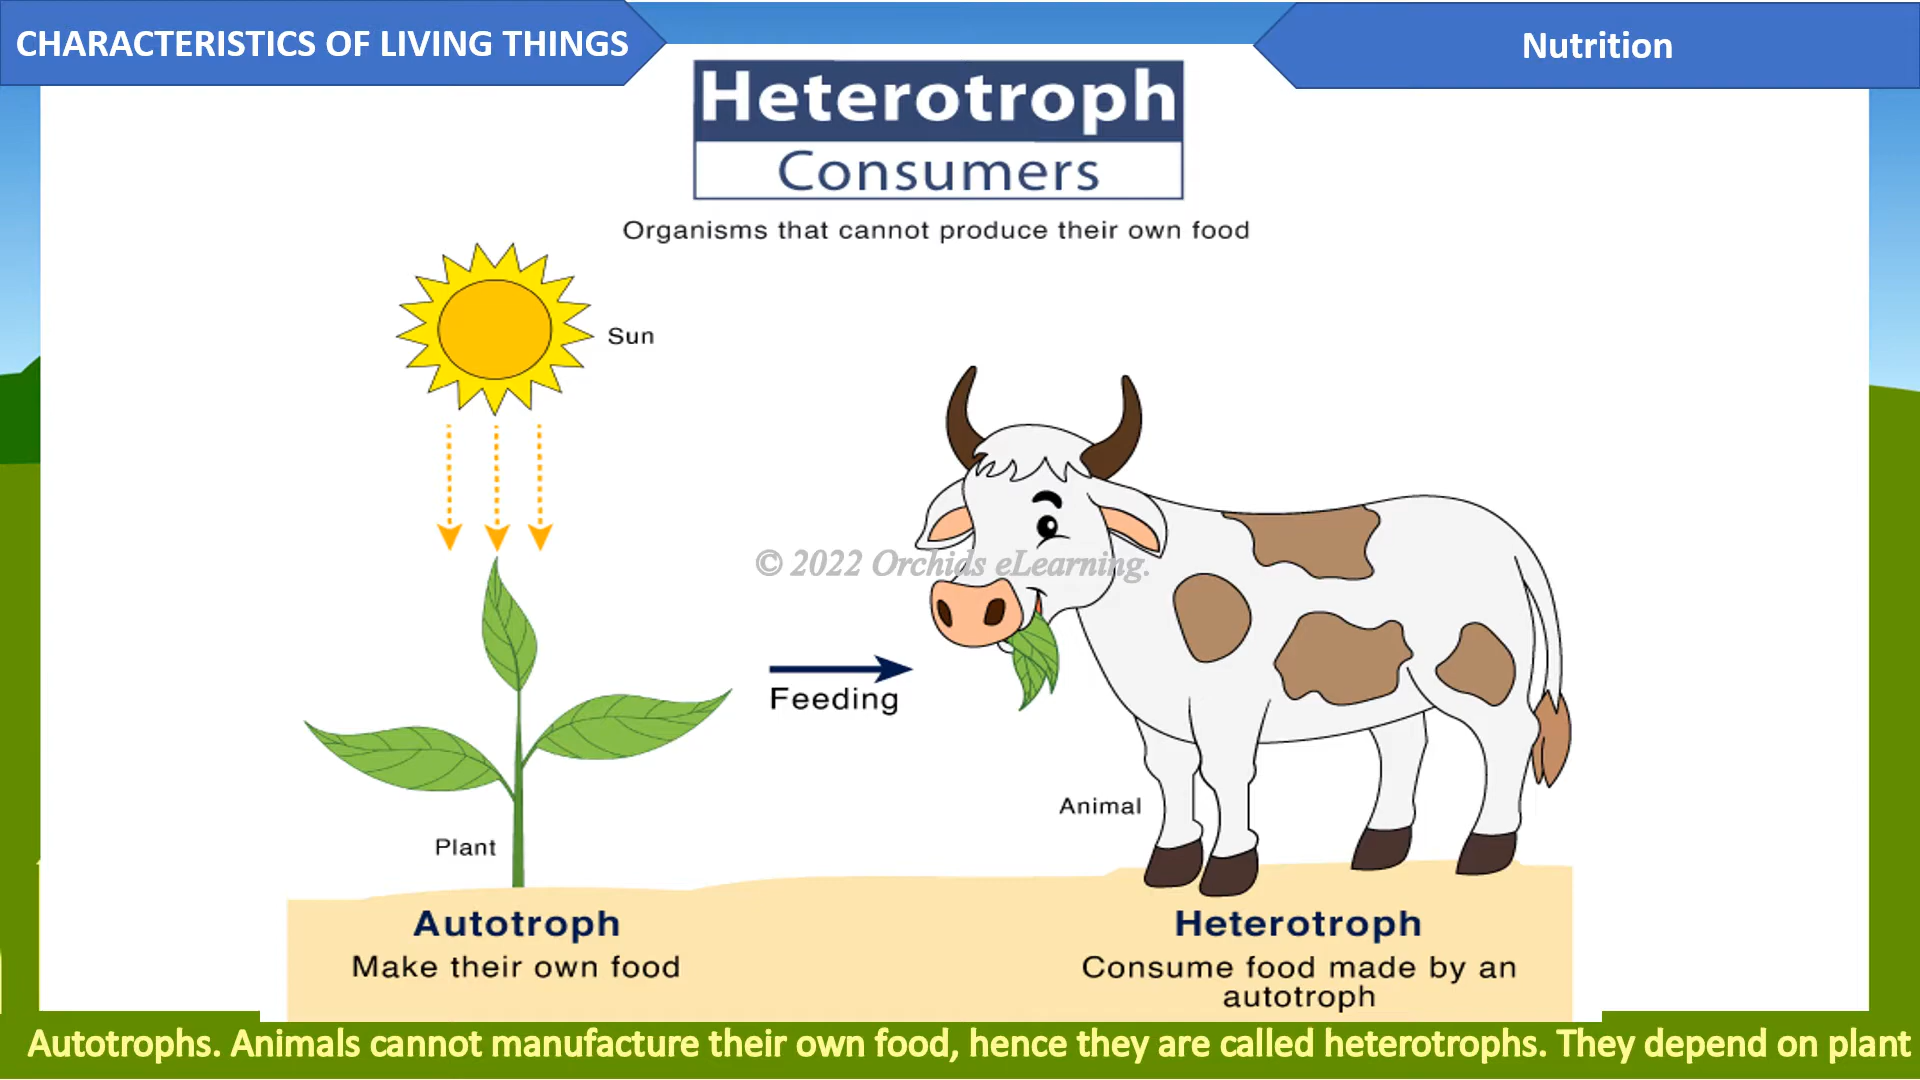 CHARACTERISTICS OF LIVING THINGS
Nutrition
Heterotroph
Consumers
Organisms that cannot produce their own food
Sun
© 2022 Orchids eLearning.
Feeding
Animal
Plant
Autotroph
Make their own food
Heterotroph
Consume food made by an
autotroph
Autotrophs. Animals cannot manufacture their own food, hence they are called heterotrophs. They depend on plant